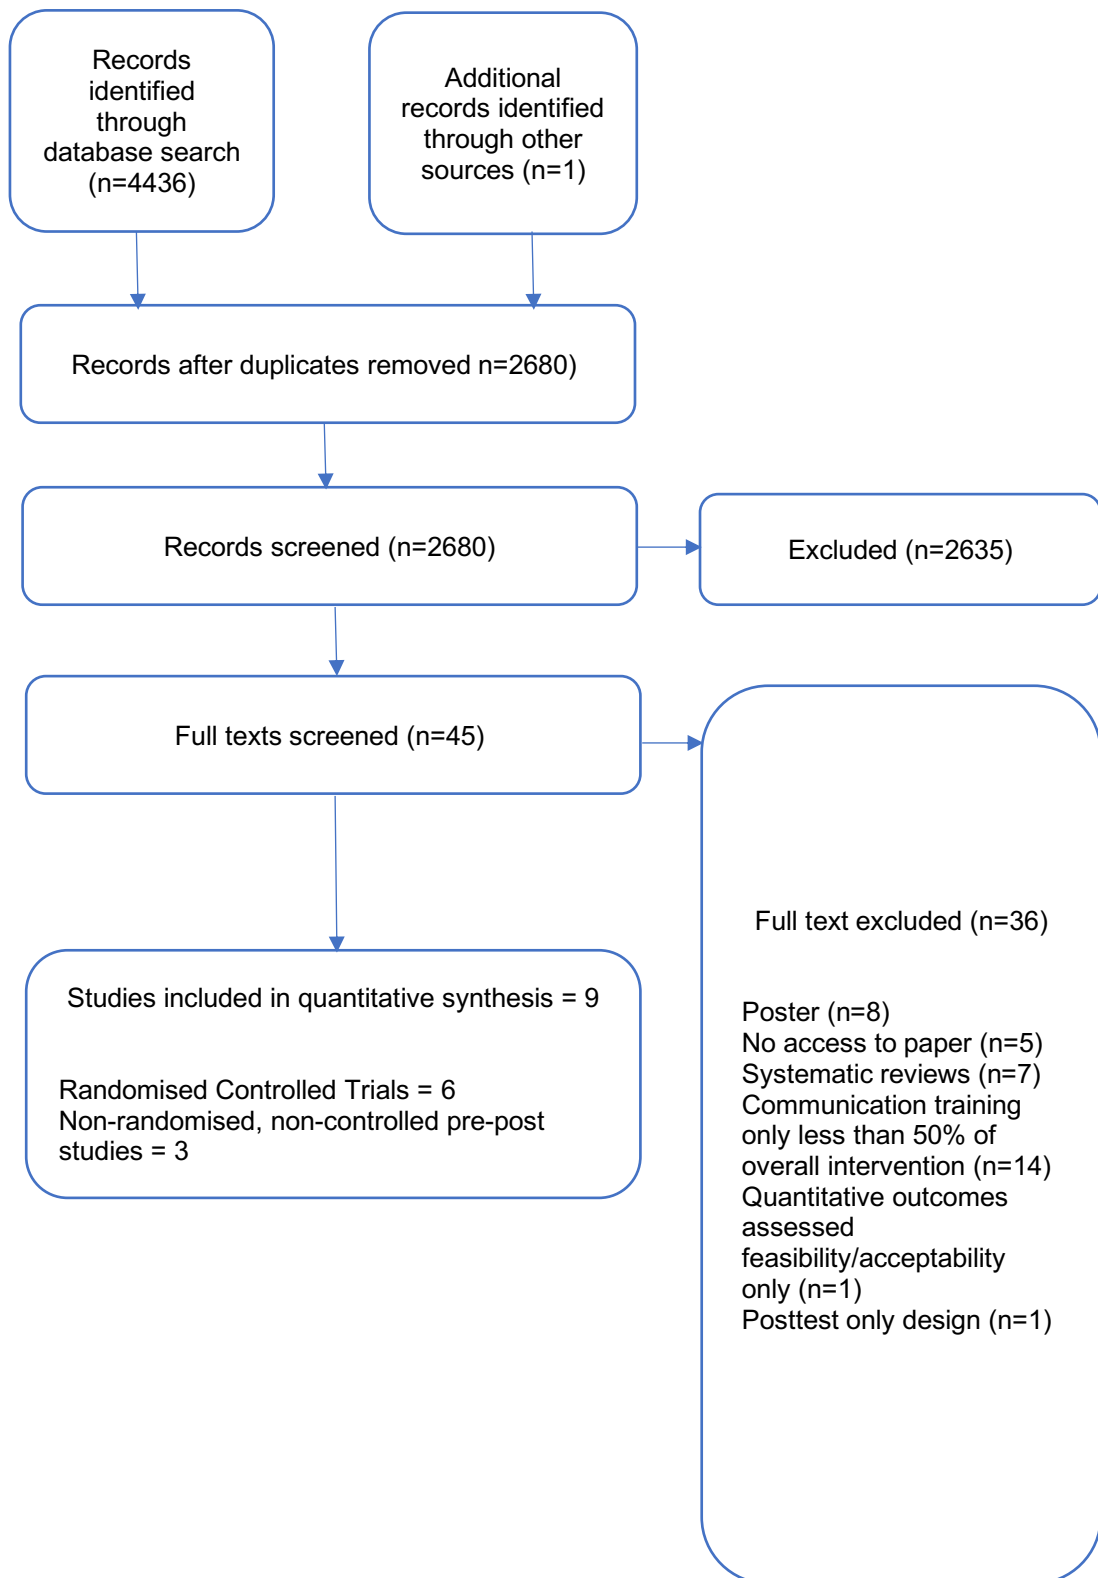 Records
identified
through
database search
(n=4436)
Additional
records identified
through other
sources (n=1)
Records after duplicates removed n=2680)
Records screened (n=2680)
Excluded (n=2635)
Full texts screened (n=45)
Full text excluded (n=36)
Poster (n=8)
No access to paper (n=5)
Systematic reviews (n=7)
Communication training
only less than 50% of
overall intervention (n=14)
Quantitative outcomes
assessed
feasibility/acceptability
only (n=1)
Posttest only design (n=1)
Studies included in quantitative synthesis = 9
Randomised Controlled Trials = 6
Non-randomised, non-controlled pre-post
studies = 3